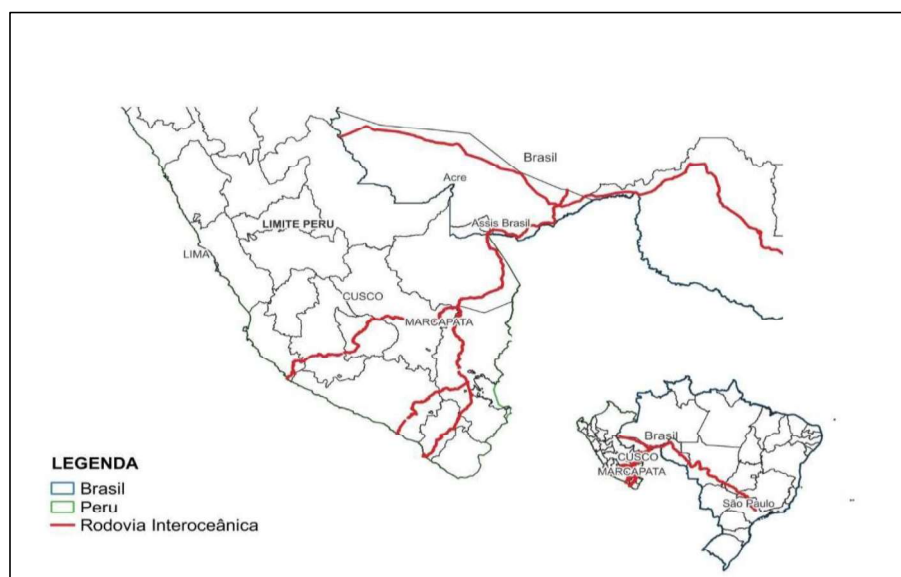 Brasil
Acre
Assis Brasil
LIMITE PERU
LIMA
CUSCO
MARCAPATA
Brasil
CUSCO
MARCAPATA
São Paulo
LEGENDA
Brasil
Peru
Rodovia Interoceânica